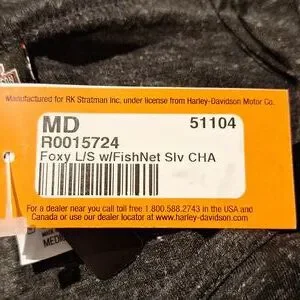 Manufactured for RK Stratman Inc. under license from Harley-Davidson Motor Co.
MD 51104
R0015724
Foxy L/S w/FishNet Slv CHA
For a dealer near you call toll free 1.800.588.2743 in the USA and
Canada or use our dealer locator at www.harley-davidson.com